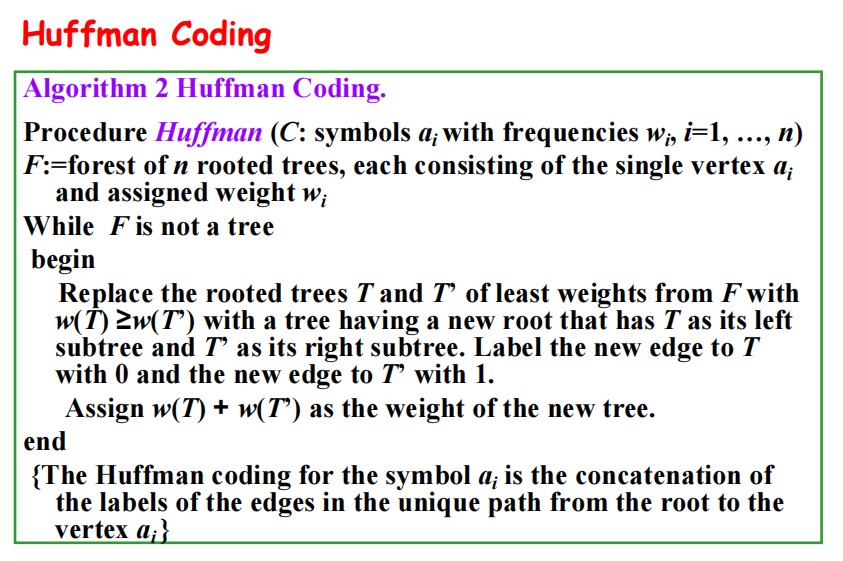 Huffman Coding
Algorithm 2 Huffman Coding.
Procedure Huffman (C: symbols aᵢ with frequencies wᵢ, i=1, …, n)
F:=forest of n rooted trees, each consisting of the single vertex aᵢ
and assigned weight wᵢ
While F is not a tree
begin
Replace the rooted trees T and T’ of least weights from F with
w(T) ≥w(T’) with a tree having a new root that has T as its left
subtree and T’ as its right subtree. Label the new edge to T
with 0 and the new edge to T’ with 1.
Assign w(T) + w(T’) as the weight of the new tree.
end
{The Huffman coding for the symbol aᵢ is the concatenation of
the labels of the edges in the unique path from the root to the
vertex aᵢ}